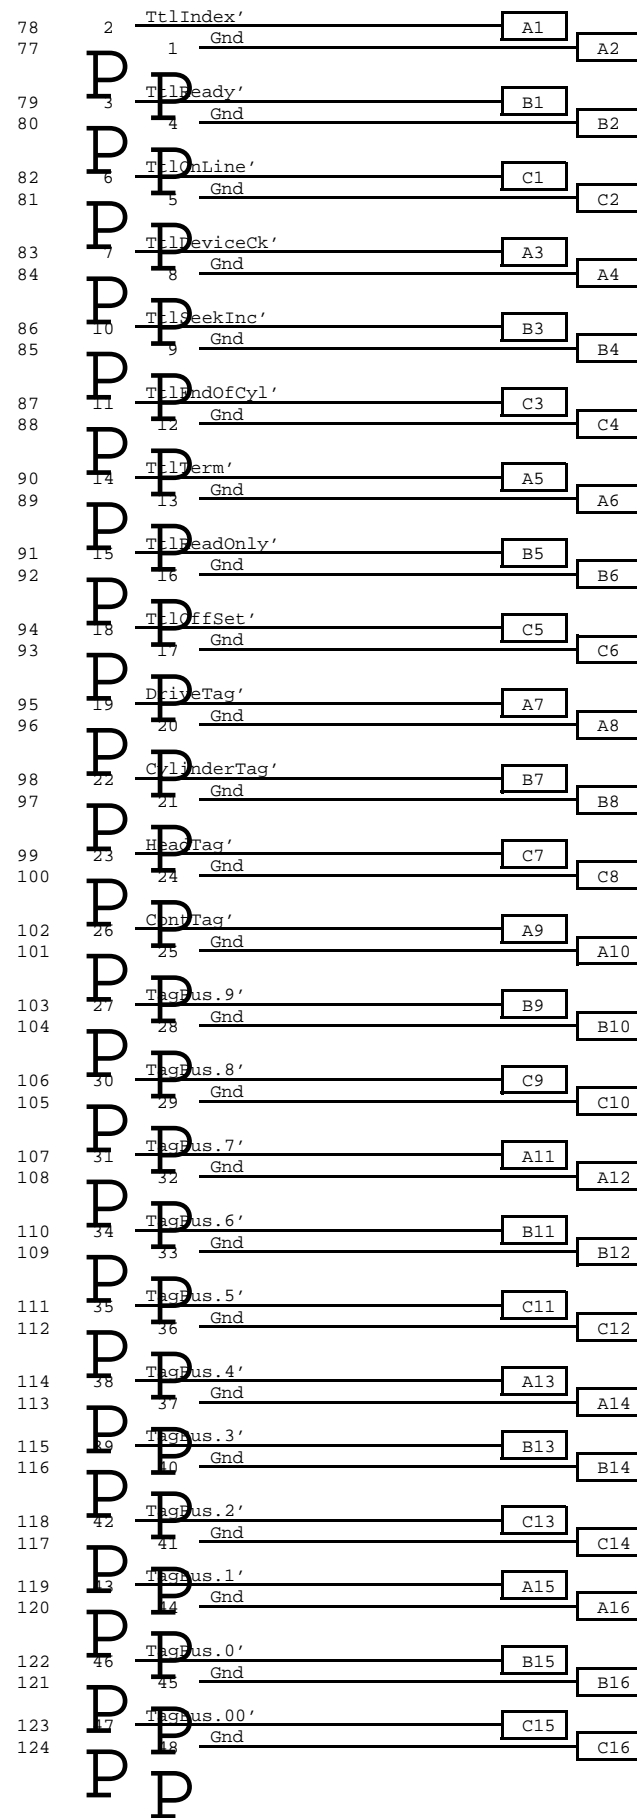 78 2 TtlIndex' A1
77 1 Gnd A2
P P
79 3 TtlReady' B1
80 4 Gnd B2
P P
82 6 TtlOnLine' C1
81 5 Gnd C2
P P
83 7 TtlDeviceCk' A3
84 8 Gnd A4
P P
86 10 TtlSeekInc' B3
85 9 Gnd B4
P P
87 11 TtlEndOfCyl' C3
88 12 Gnd C4
P P
90 14 TtlTerm' A5
89 13 Gnd A6
P P
91 15 TtlReadOnly' B5
92 16 Gnd B6
P P
94 18 TtlOffSet' C5
93 17 Gnd C6
P P
95 19 DriveTag' A7
96 20 Gnd A8
P P
98 22 CylinderTag' B7
97 21 Gnd B8
P P
99 23 HeadTag' C7
100 24 Gnd C8
P P
102 26 ContTag' A9
101 25 Gnd A10
P P
103 27 TagBus.9' B9
104 28 Gnd B10
P P
106 30 TagBus.8' C9
105 29 Gnd C10
P P
107 31 TagBus.7' A11
108 32 Gnd A12
P P
110 34 TagBus.6' B11
109 33 Gnd B12
P P
111 35 TagBus.5' C11
112 36 Gnd C12
P P
114 38 TagBus.4' A13
113 37 Gnd A14
P P
115 39 TagBus.3' B13
116 40 Gnd B14
P P
118 42 TagBus.2' C13
117 41 Gnd C14
P P
119 43 TagBus.1' A15
120 44 Gnd A16
P P
122 46 TagBus.0' B15
121 45 Gnd B16
P P
123 47 TagBus.00' C15
124 48 Gnd C16
P P